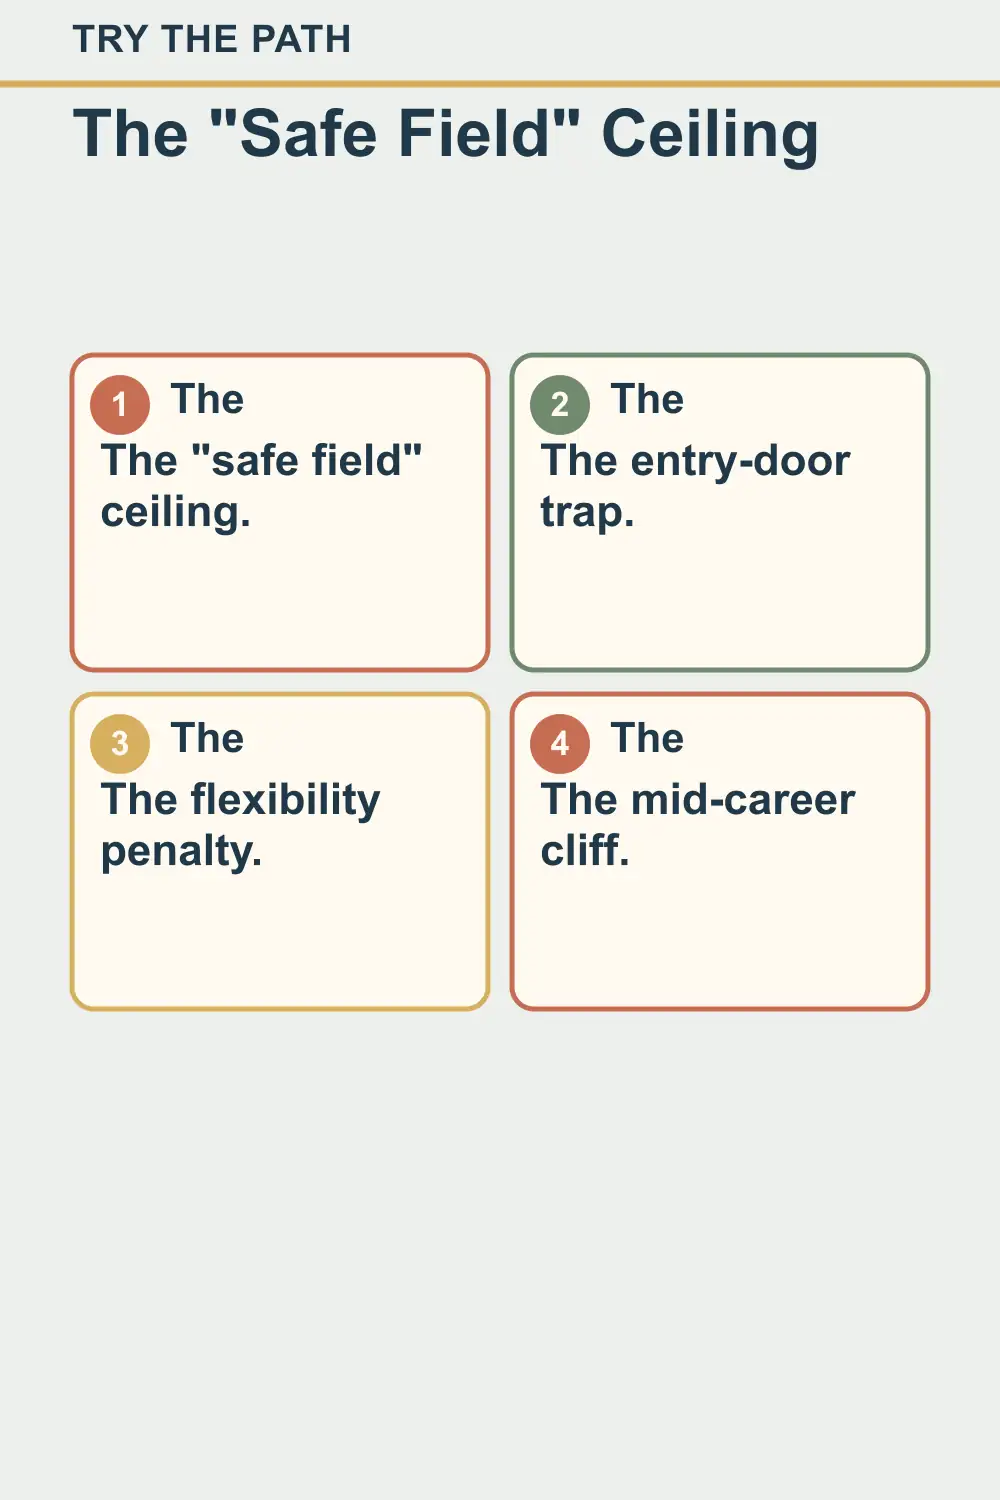 TRY THE PATH
The "Safe Field" Ceiling
1 The
The "safe field"
ceiling.
2 The
The entry-door
trap.
3 The
The flexibility
penalty.
4 The
The mid-career
cliff.